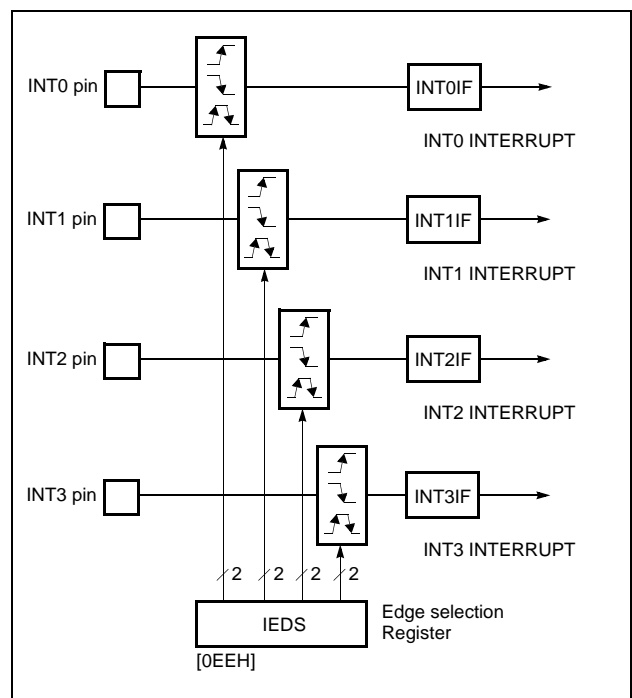 INT0 pin
INT0IF
INT0 INTERRUPT
INT1 pin
INT1IF
INT1 INTERRUPT
INT2 pin
INT2IF
INT2 INTERRUPT
INT3 pin
INT3IF
INT3 INTERRUPT
2 2 2 2
IEDS
Edge selection
Register
[0EEH]